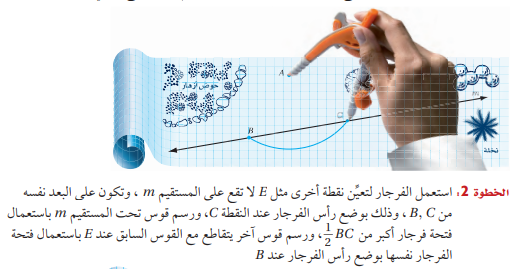 حوض أزهار
A
m
C
B
نخلة
الخطوة 2: استعمل الفرجار لتعيِّن نقطة أخرى مثل E لا تقع على المستقيم m ، وتكون على البعد نفسه
من B, C ، وذلك بوضع رأس الفرجار عند النقطة C، ورسم قوس تحت المستقيم m باستعمال
فتحة فرجار أكبر من 1/2 BC، ورسم قوس آخر يتقاطع مع القوس السابق عند E باستعمال فتحة
الفرجار نفسها بوضع رأس الفرجار عند B